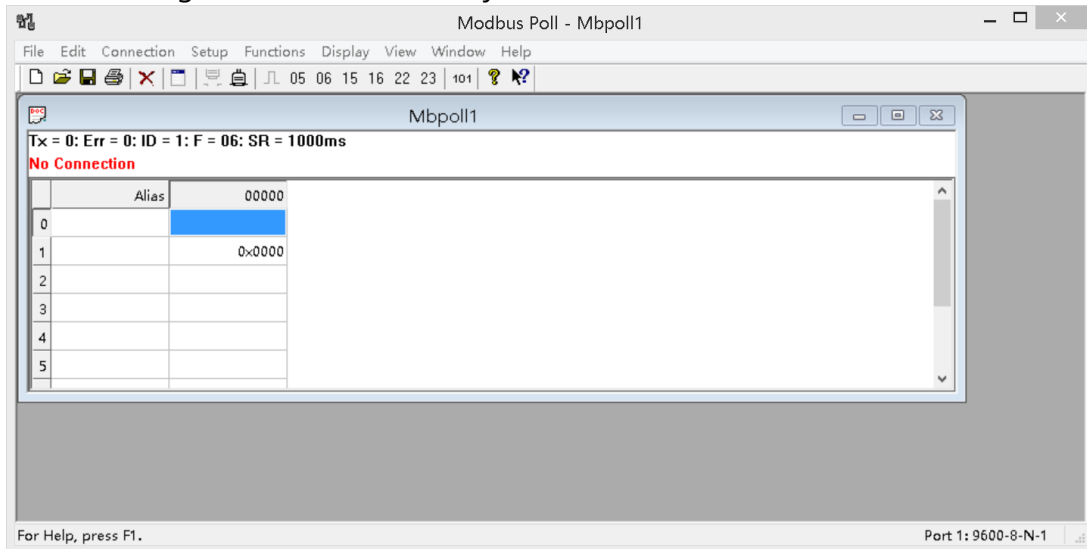 Modbus Poll - Mbpoll1
File Edit Connection Setup Functions Display View Window Help
05 06 15 16 22 23 101
Mbpoll1
Tx = 0: Err = 0: ID = 1: F = 06: SR = 1000ms
No Connection
Alias 00000
0
1 0x0000
2
3
4
5
For Help, press F1. Port 1: 9600-8-N-1